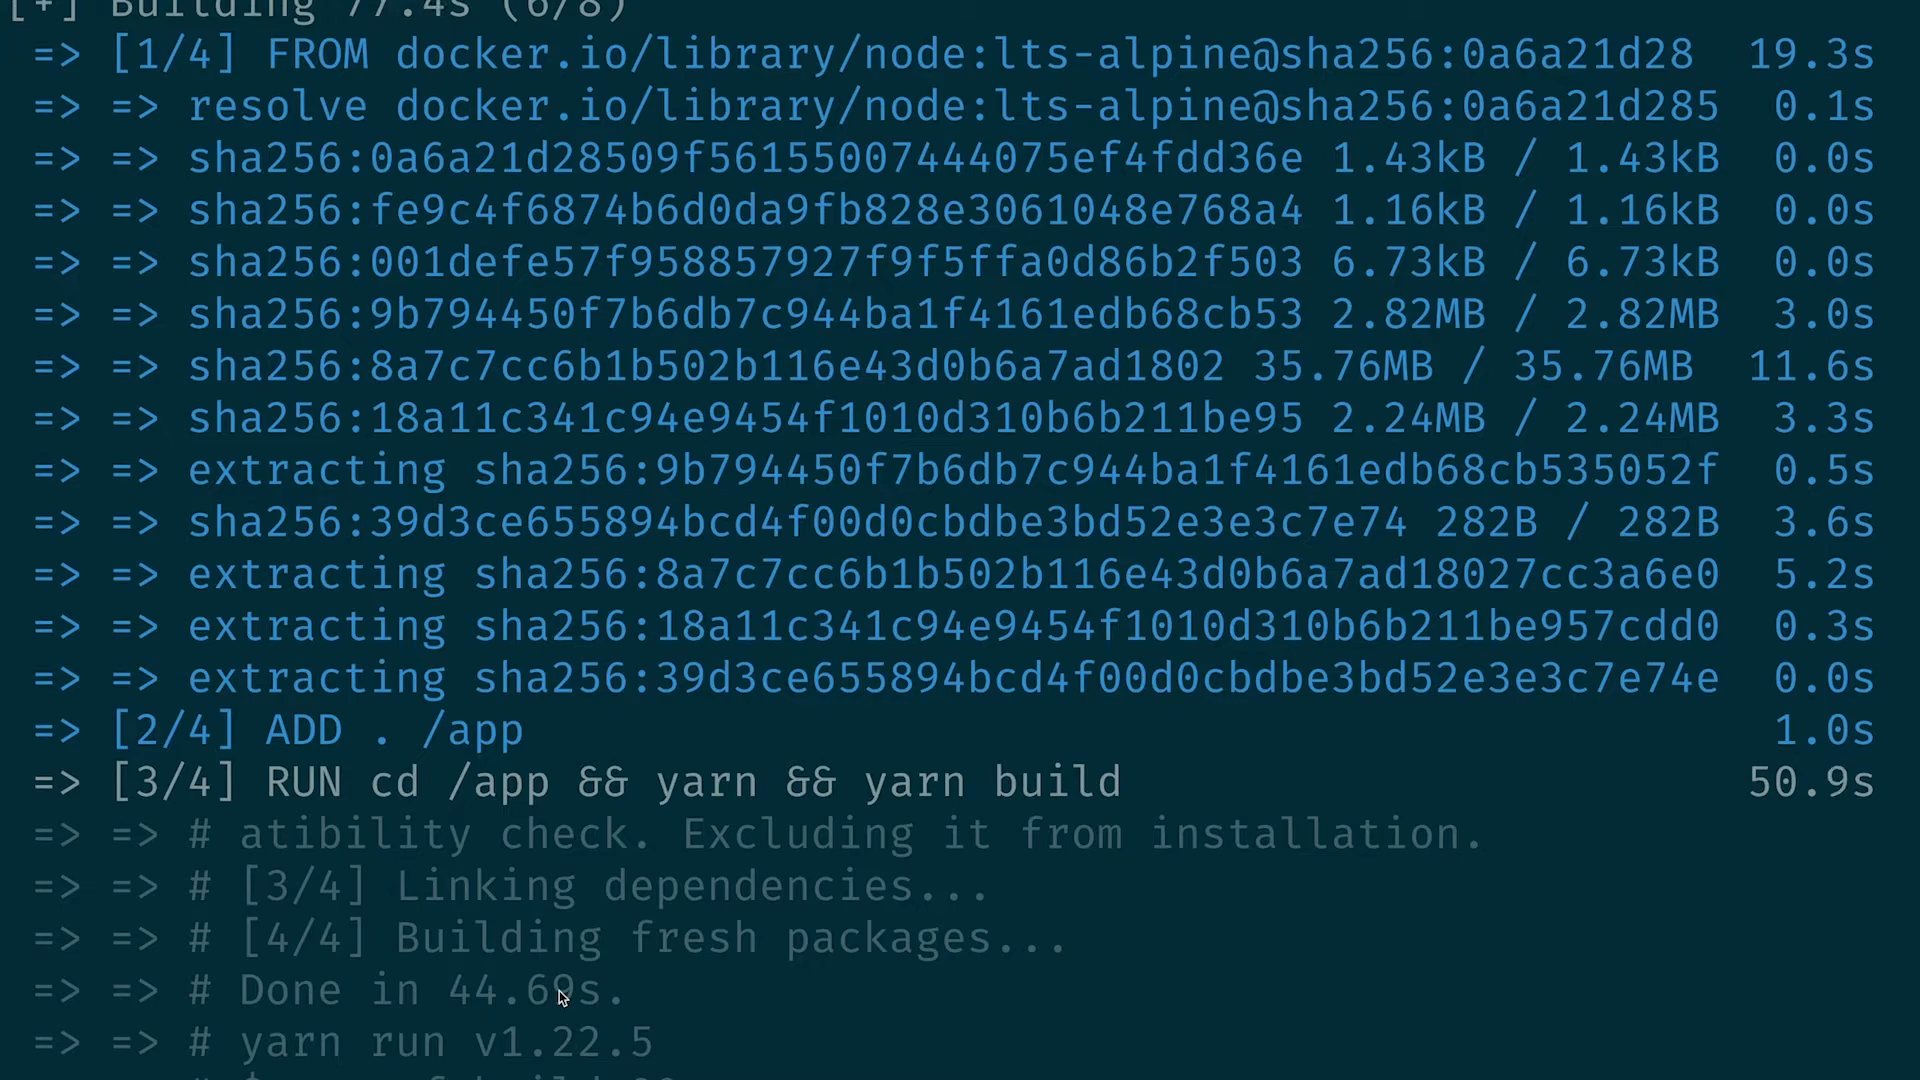 [+] Building 77.4s (6/8)
=> [1/4] FROM docker.io/library/node:lts-alpine@sha256:0a6a21d28 19.3s
=> => resolve docker.io/library/node:lts-alpine@sha256:0a6a21d285 0.1s
=> => sha256:0a6a21d28509f56155007444075ef4fdd36e 1.43kB / 1.43kB 0.0s
=> => sha256:fe9c4f6874b6d0da9fb828e3061048e768a4 1.16kB / 1.16kB 0.0s
=> => sha256:001defe57f958857927f9f5ffa0d86b2f503 6.73kB / 6.73kB 0.0s
=> => sha256:9b794450f7b6db7c944ba1f4161edb68cb53 2.82MB / 2.82MB 3.0s
=> => sha256:8a7c7cc6b1b502b116e43d0b6a7ad1802 35.76MB / 35.76MB 11.6s
=> => sha256:18a11c341c94e9454f1010d310b6b211be95 2.24MB / 2.24MB 3.3s
=> => extracting sha256:9b794450f7b6db7c944ba1f4161edb68cb535052f 0.5s
=> => sha256:39d3ce655894bcd4f00d0cbdbe3bd52e3e3c7e74 282B / 282B 3.6s
=> => extracting sha256:8a7c7cc6b1b502b116e43d0b6a7ad18027cc3a6e0 5.2s
=> => extracting sha256:18a11c341c94e9454f1010d310b6b211be957cdd0 0.3s
=> => extracting sha256:39d3ce655894bcd4f00d0cbdbe3bd52e3e3c7e74e 0.0s
=> [2/4] ADD . /app 1.0s
=> [3/4] RUN cd /app && yarn && yarn build 50.9s
=> => # atibility check. Excluding it from installation.
=> => # [3/4] Linking dependencies...
=> => # [4/4] Building fresh packages...
=> => # Done in 44.69s.
=> => # yarn run v1.22.5